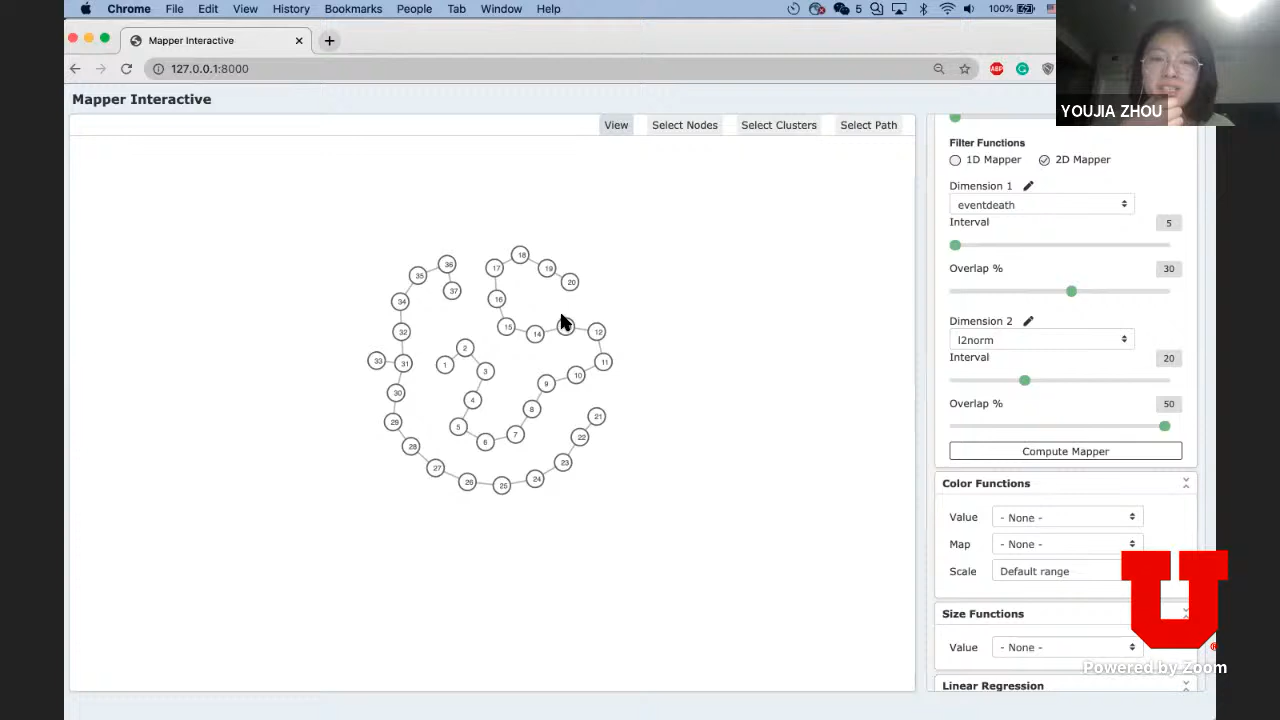 Chrome File Edit View History Bookmarks People Tab Window Help 5 100%
Mapper Interactive
127.0.0.1:8000
ABP
YOUJIA ZHOU
Mapper Interactive
View Select Nodes Select Clusters Select Path
Filter Functions
1D Mapper 2D Mapper
Dimension 1
eventdeath
Interval 5
Overlap % 30
Dimension 2
l2norm
Interval 20
Overlap % 50
Compute Mapper
Color Functions
Value - None -
Map - None -
Scale Default range
Size Functions
Value - None -
Linear Regression
18
36 17 19
35 20
37
34 16
15 12
32 14
2
33 31 1 11
3 10
9
30 4
8 21
29 5
7 22
28 6
27 23
26 25 24
U
Powered by Zoom